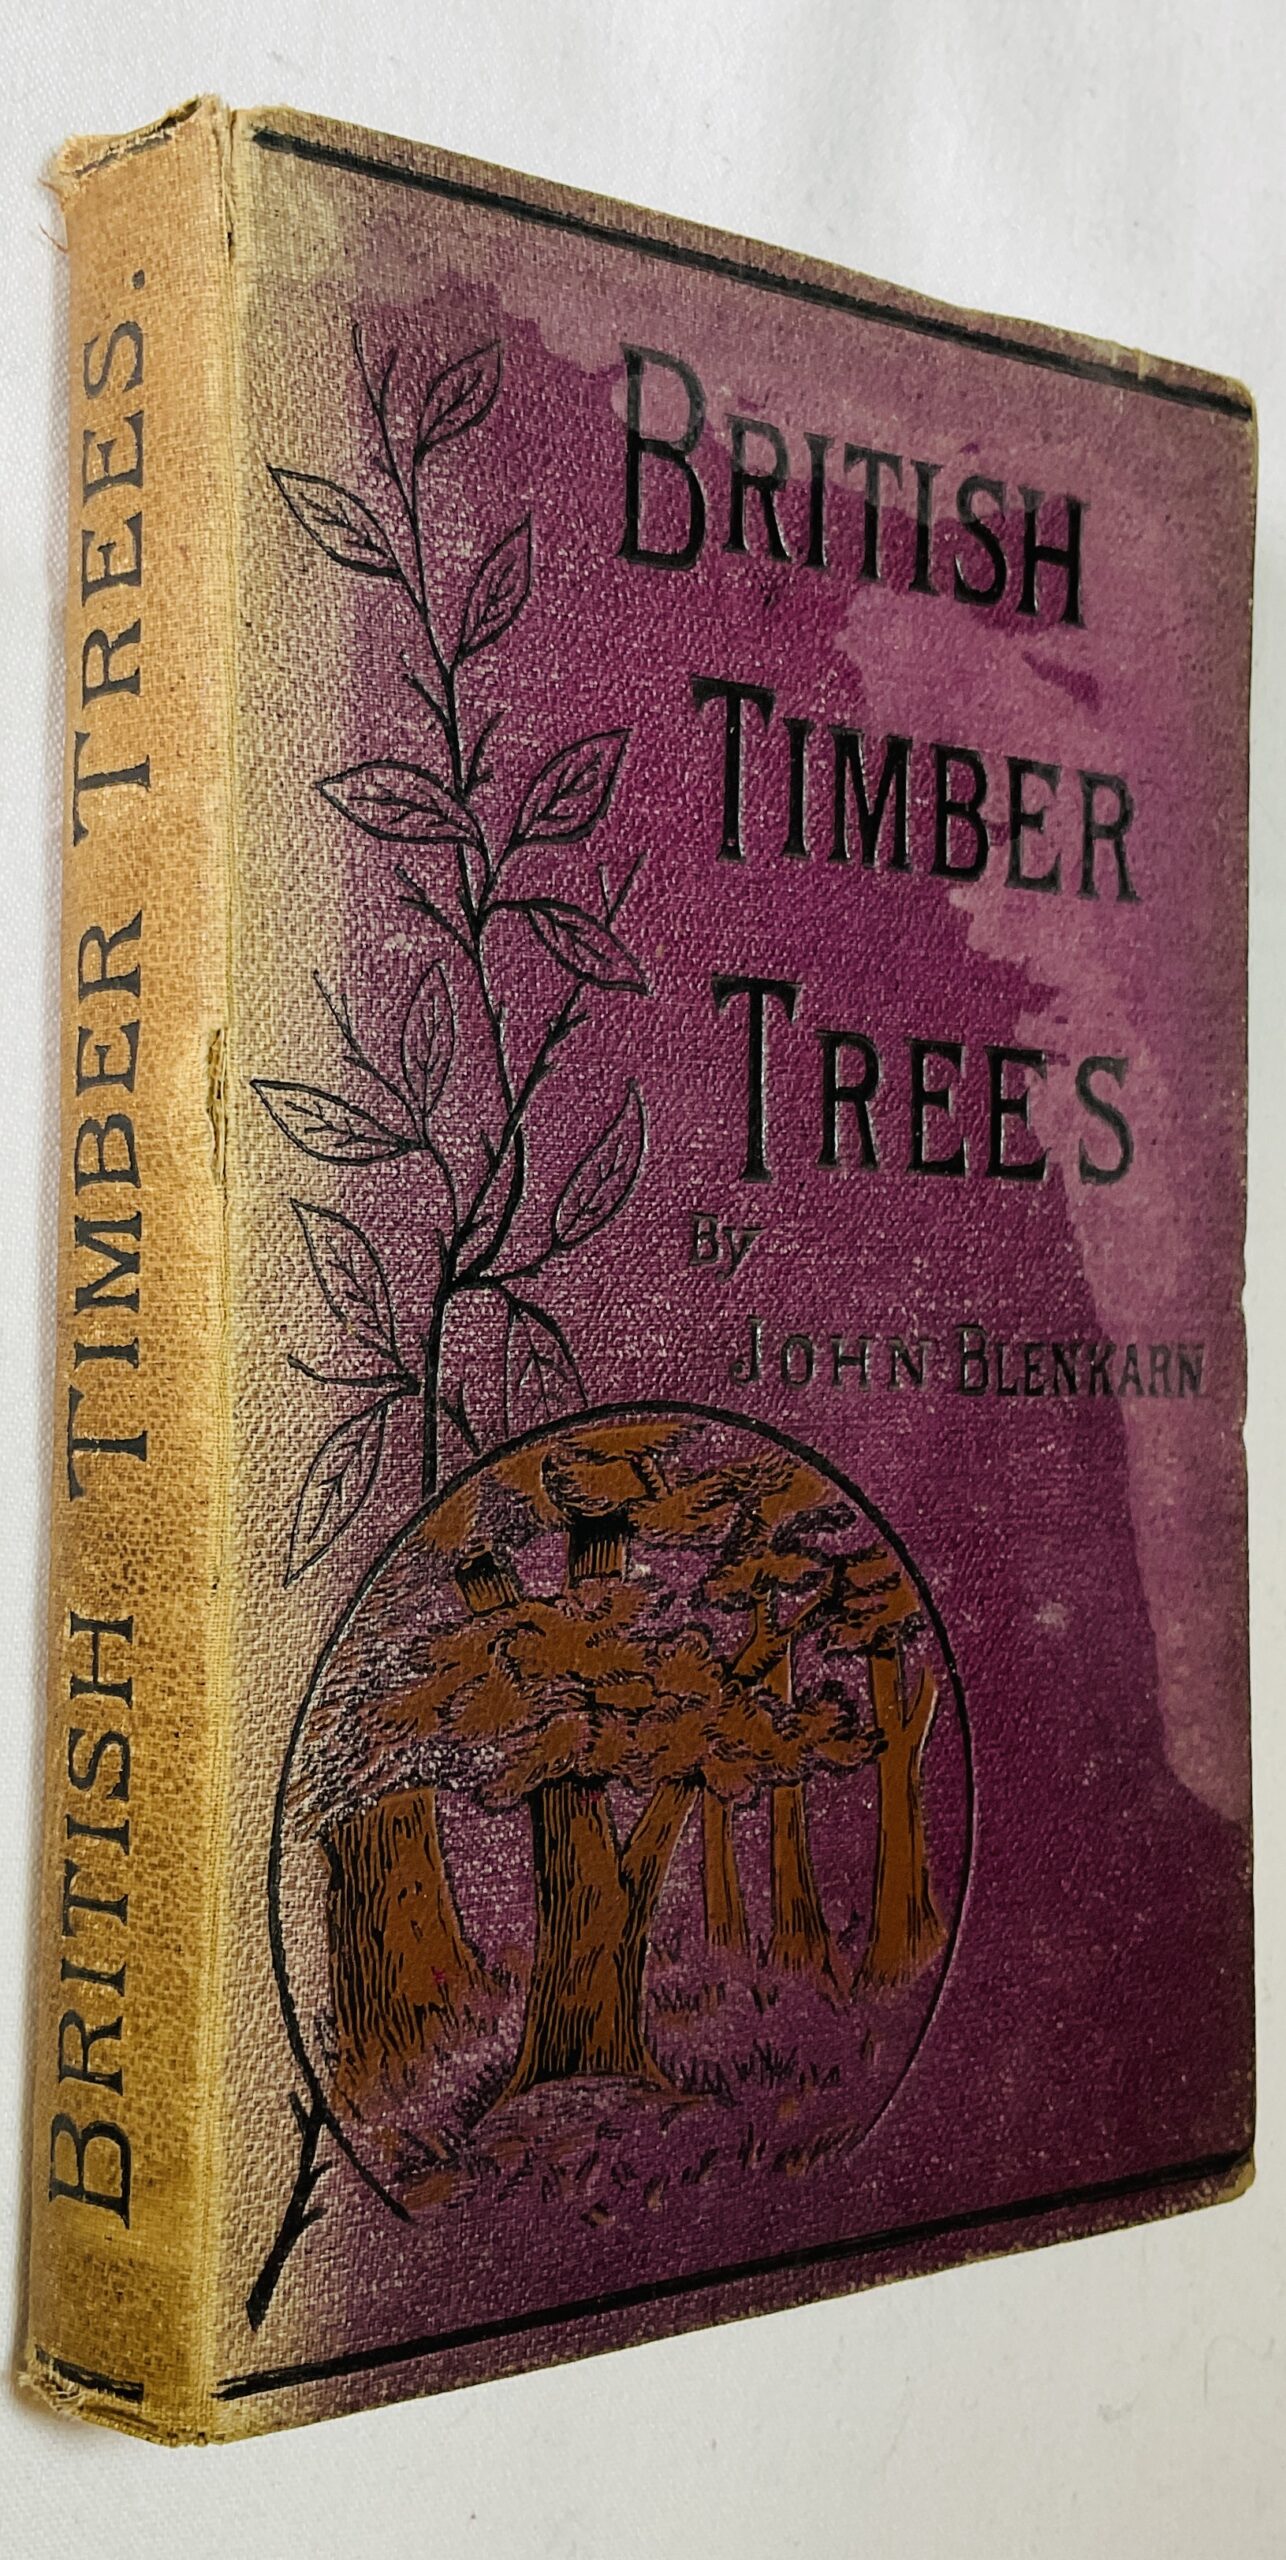 BRITISH TIMBER TREES.
BRITISH
TIMBER
TREES
By
JOHN BLENKARN